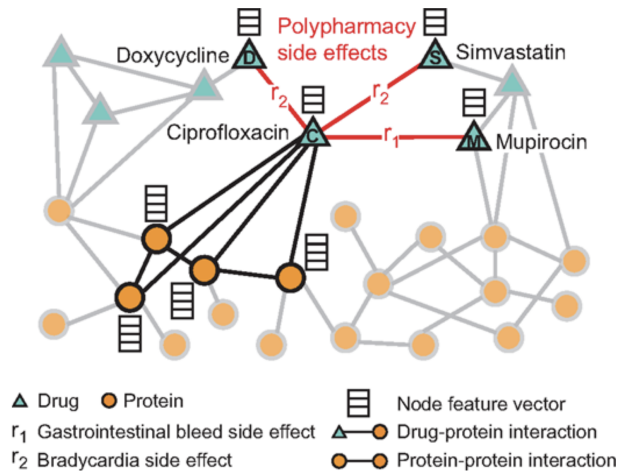 Polypharmacy
side effects
Doxycycline
D
S
Simvastatin
r2
r2
Ciprofloxacin
C
r1
M
Mupirocin
Drug
Protein
Node feature vector
r1 Gastrointestinal bleed side effect
Drug-protein interaction
r2 Bradycardia side effect
Protein-protein interaction